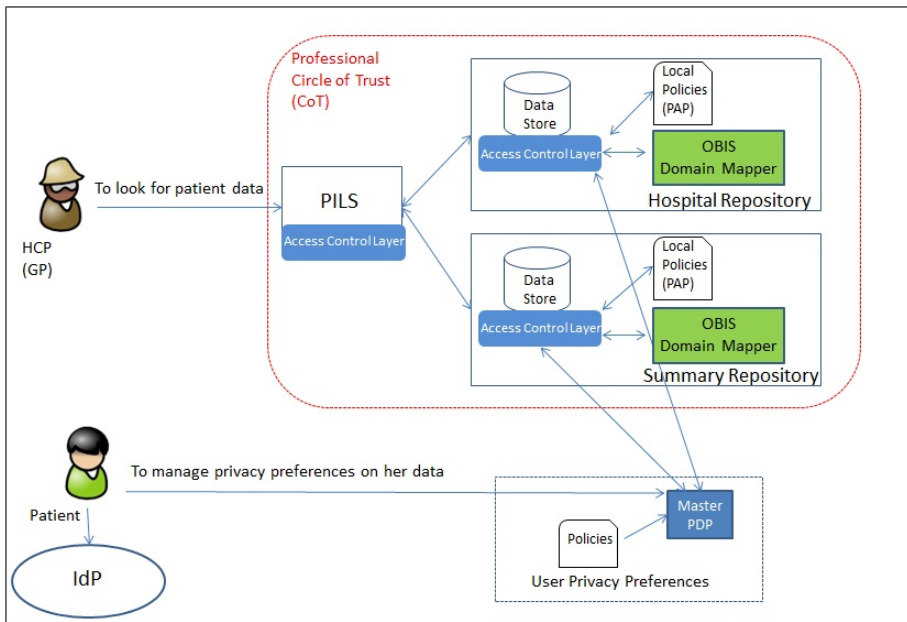 Professional
Circle of Trust
(CoT)
Data
Store
Access Control Layer
Local
Policies
(PAP)
OBIS
Domain Mapper
Hospital Repository
To look for patient data
HCP
(GP)
PILS
Access Control Layer
Data
Store
Access Control Layer
Local
Policies
(PAP)
OBIS
Domain Mapper
Summary Repository
To manage privacy preferences on her data
Patient
IdP
Master
PDP
Policies
User Privacy Preferences